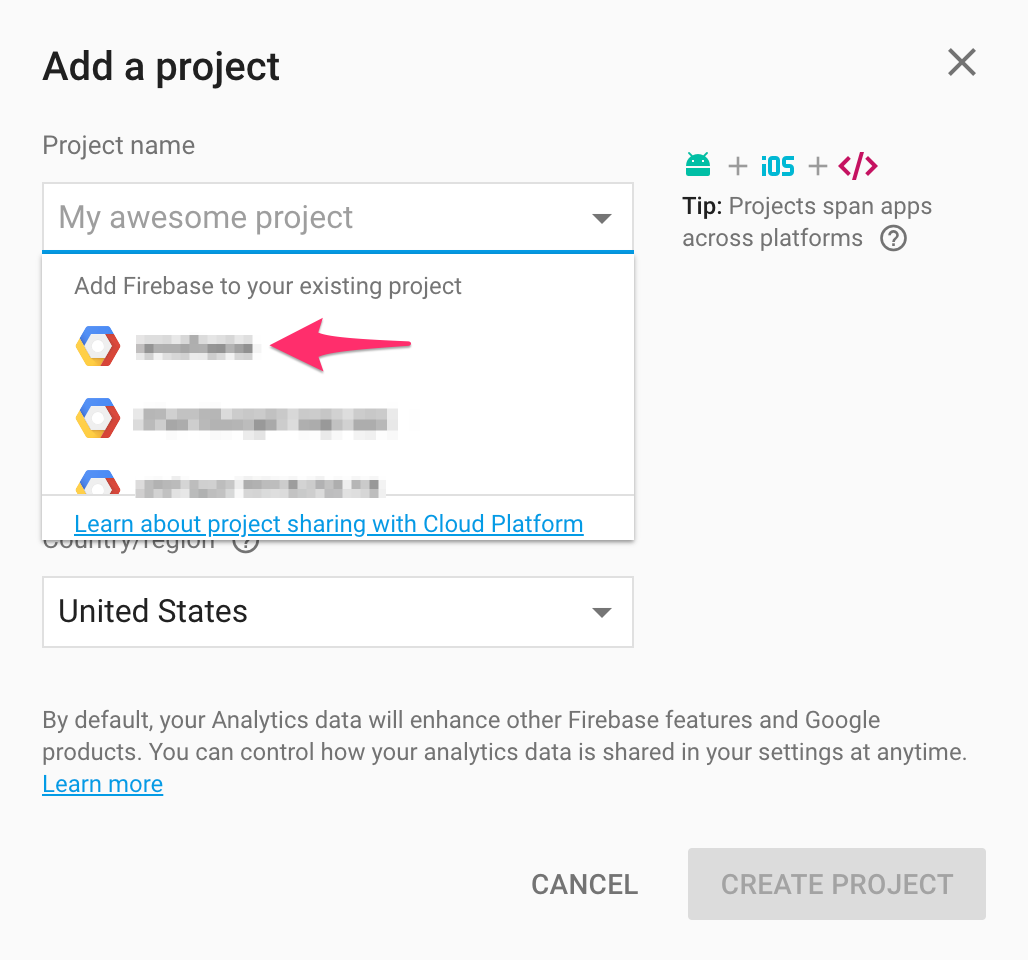 Add a project
Project name
My awesome project
iOS
</>
Tip: Projects span apps
across platforms ?
Add Firebase to your existing project
Learn about project sharing with Cloud Platform
Country/region ?
United States
By default, your Analytics data will enhance other Firebase features and Google
products. You can control how your analytics data is shared in your settings at anytime.
Learn more
CANCEL
CREATE PROJECT